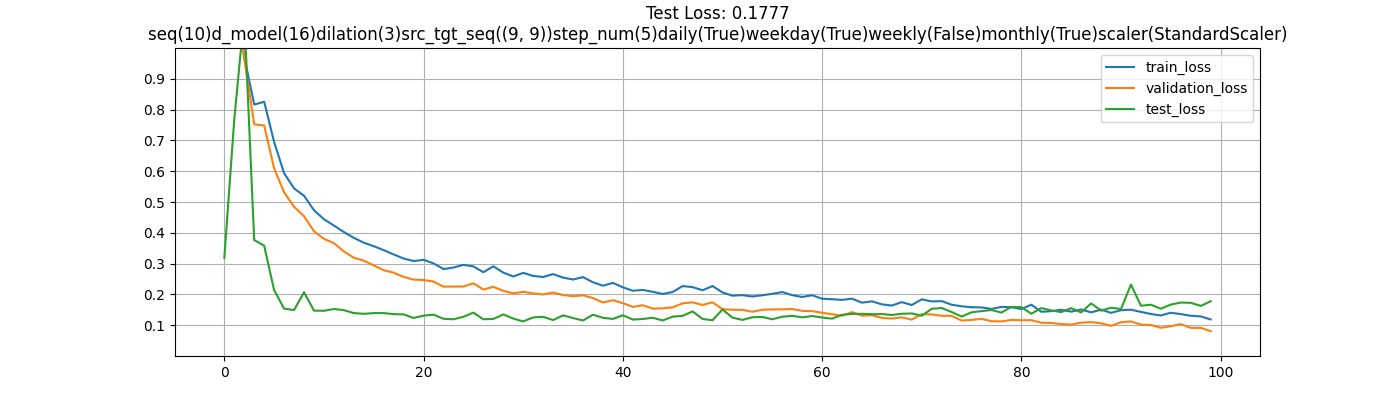 Test Loss: 0.1777
seq(10)d_model(16)dilation(3)src_tgt_seq((9, 9))step_num(5)daily(True)weekday(True)weekly(False)monthly(True)scaler(StandardScaler)
train_loss
validation_loss
test_loss
0.9
0.8
0.7
0.6
0.5
0.4
0.3
0.2
0.1
0 20 40 60 80 100